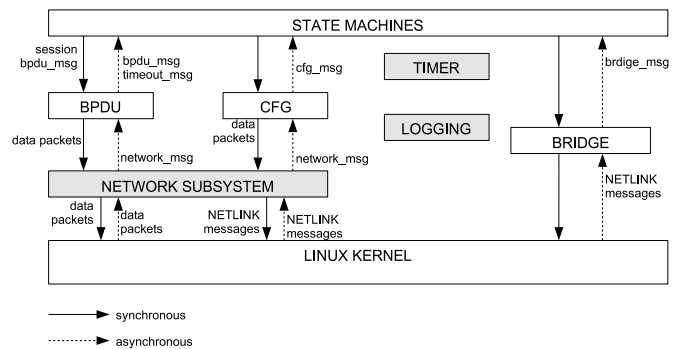 STATE MACHINES
session
bpdu_msg
bpdu_msg
timeout_msg
cfg_msg
TIMER
brdige_msg
BPDU
CFG
LOGGING
data packets
data
packets
BRIDGE
network_msg
network_msg
NETWORK SUBSYSTEM
NETLINK
messages
data
packets
data
packets
NETLINK
messages
NETLINK
messages
LINUX KERNEL
synchronous
asynchronous